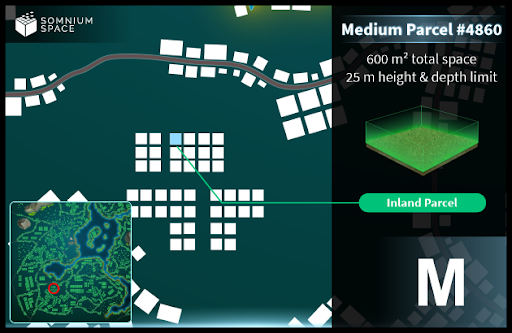 SOMNIUM
SPACE
Medium Parcel #4860
600 m² total space
25 m height & depth limit
Inland Parcel
M